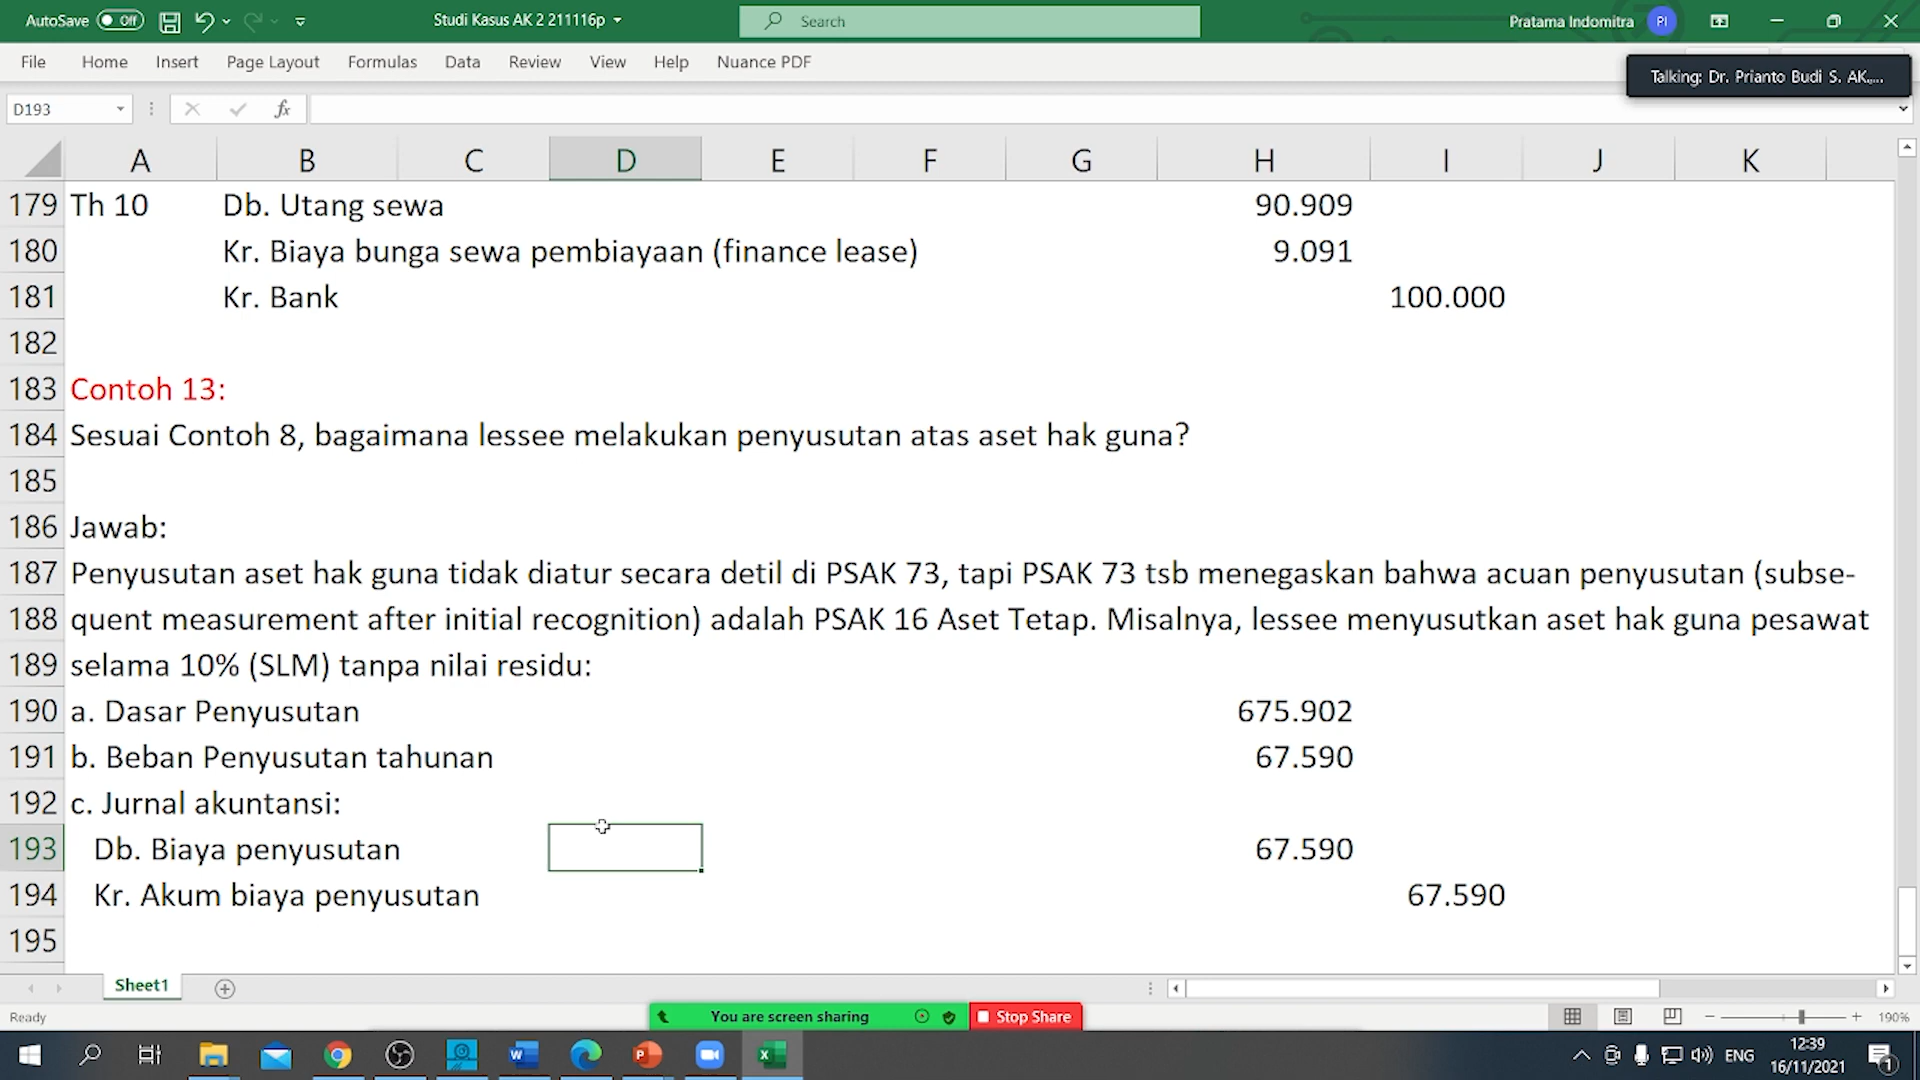 AutoSave Off Studi Kasus AK 2 211116p Search Pratama Indomitra PI
File Home Insert Page Layout Formulas Data Review View Help Nuance PDF
Talking: Dr. Prianto Budi S. AK,...
D193 fx
A B C D E F G H I J K
179 Th 10 Db. Utang sewa 90.909
180 Kr. Biaya bunga sewa pembiayaan (finance lease) 9.091
181 Kr. Bank 100.000
182
183 Contoh 13:
184 Sesuai Contoh 8, bagaimana lessee melakukan penyusutan atas aset hak guna?
185
186 Jawab:
187 Penyusutan aset hak guna tidak diatur secara detil di PSAK 73, tapi PSAK 73 tsb menegaskan bahwa acuan penyusutan (subse-
188 quent measurement after initial recognition) adalah PSAK 16 Aset Tetap. Misalnya, lessee menyusutkan aset hak guna pesawat
189 selama 10% (SLM) tanpa nilai residu:
190 a. Dasar Penyusutan 675.902
191 b. Beban Penyusutan tahunan 67.590
192 c. Jurnal akuntansi:
193 Db. Biaya penyusutan 67.590
194 Kr. Akum biaya penyusutan 67.590
195
Sheet1
Ready You are screen sharing Stop Share 190%
ENG 12:39
16/11/2021 1